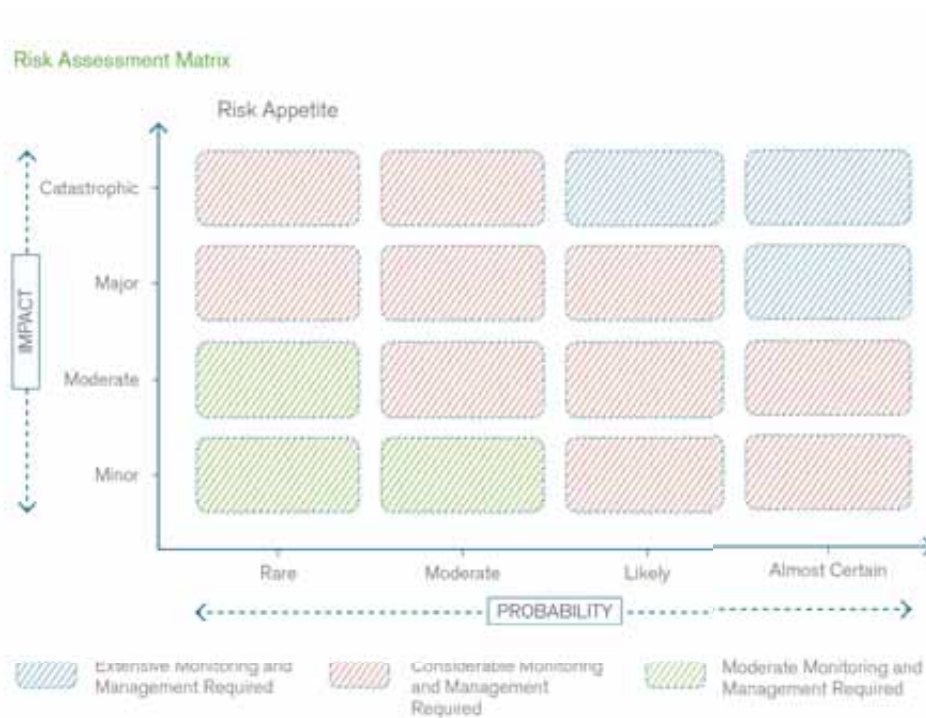 Risk Assessment Matrix
Risk Appetite
Catastrophic
Major
Moderate
Minor
IMPACT
Rare
Moderate
Likely
Almost Certain
PROBABILITY
Extensive Monitoring and
Management Required
Considerable Monitoring
and Management
Required
Moderate Monitoring and
Management Required